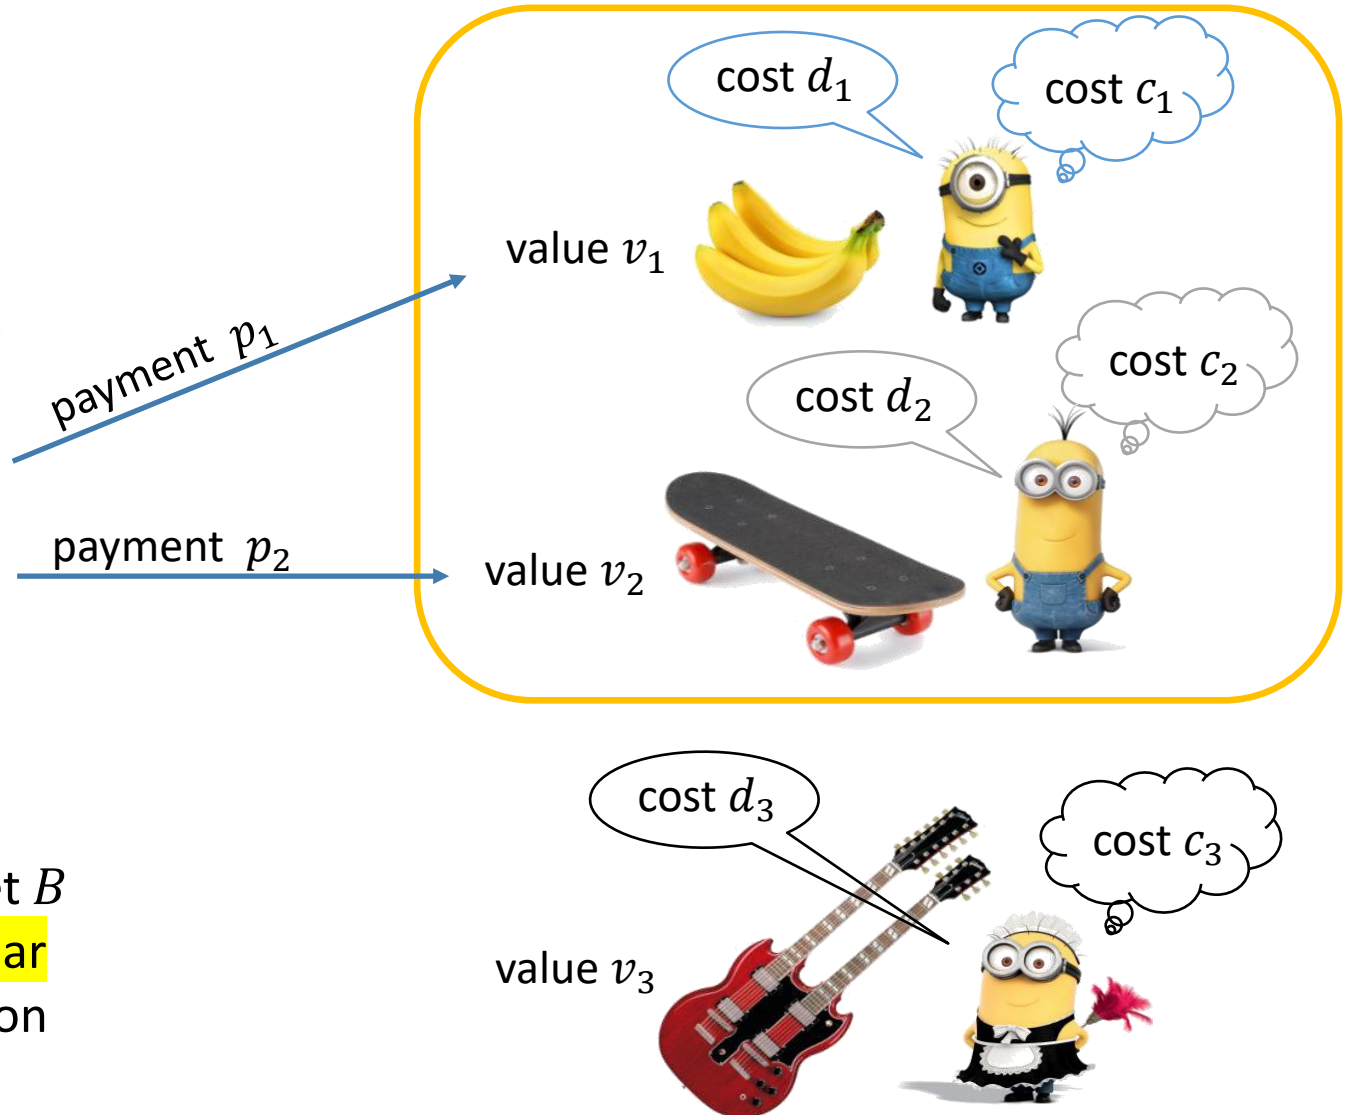 cost 𝑑₁
cost 𝑐₁
value 𝑣₁
payment 𝑝₁
cost 𝑐₂
cost 𝑑₂
payment 𝑝₂
value 𝑣₂
cost 𝑑₃
cost 𝑐₃
et 𝐵
ar
value 𝑣₃
on